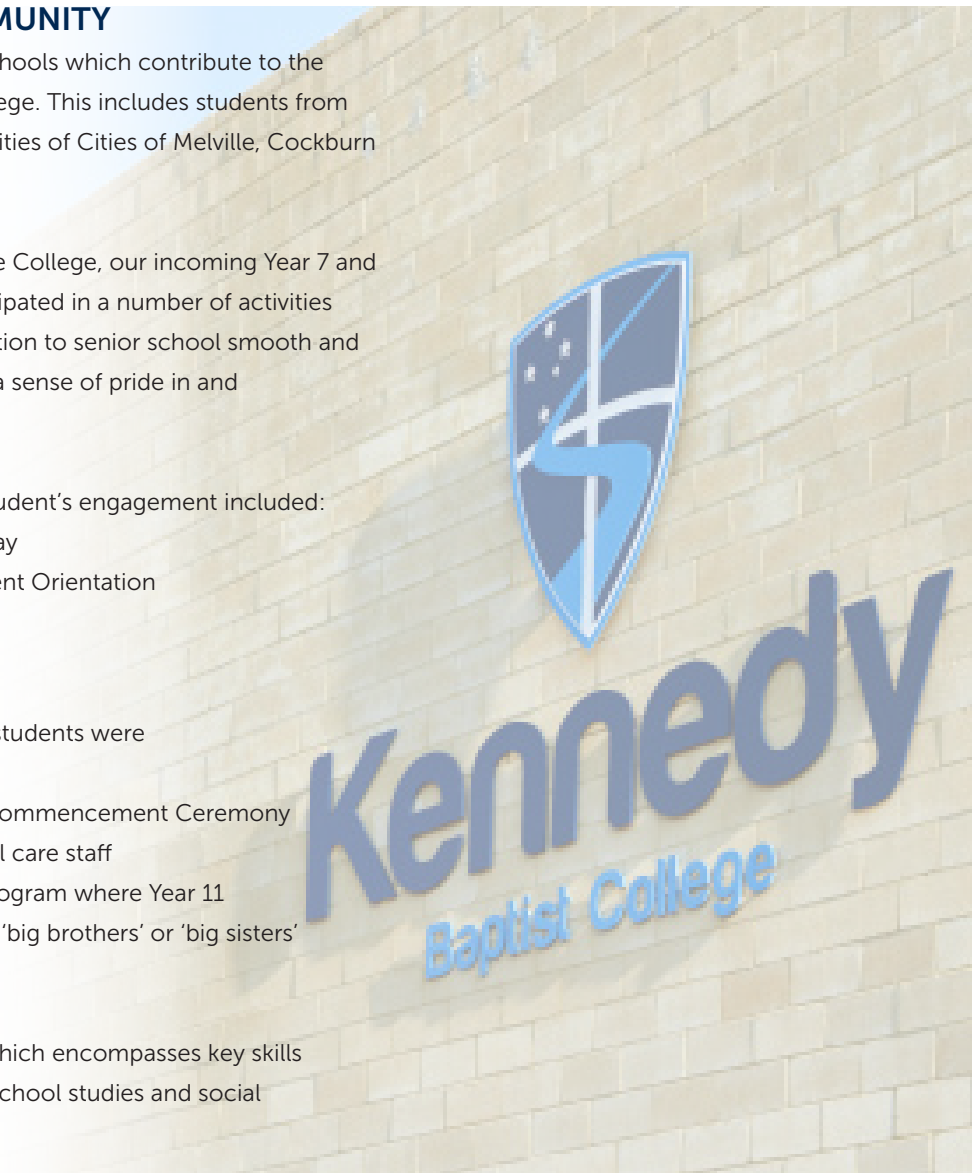 MUNITY
hools which contribute to the
ege. This includes students from
ities of Cities of Melville, Cockburn
e College, our incoming Year 7 and
ipated in a number of activities
tion to senior school smooth and
a sense of pride in and
udent’s engagement included:
ay
ent Orientation
students were
ommencement Ceremony
l care staff
ogram where Year 11
‘big brothers’ or ‘big sisters’
hich encompasses key skills
school studies and social
Kennedy
Baptist College